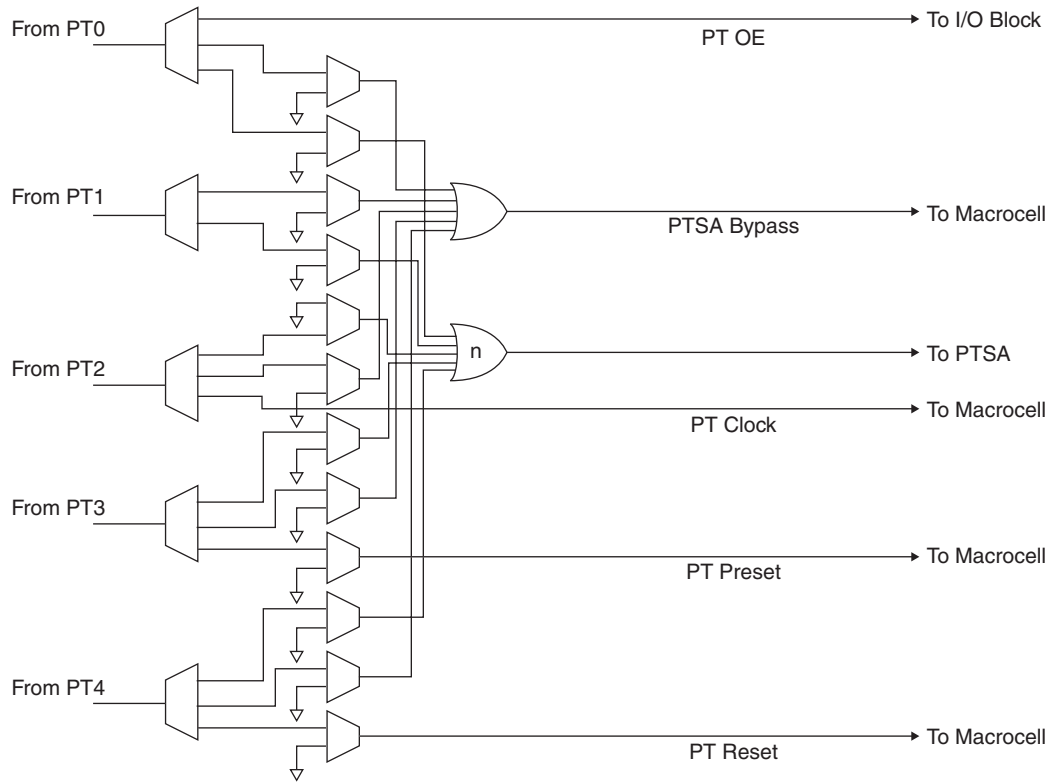 From PT0
To I/O Block
PT OE
From PT1
To Macrocell
PTSA Bypass
n
To PTSA
From PT2
To Macrocell
PT Clock
From PT3
To Macrocell
PT Preset
From PT4
To Macrocell
PT Reset